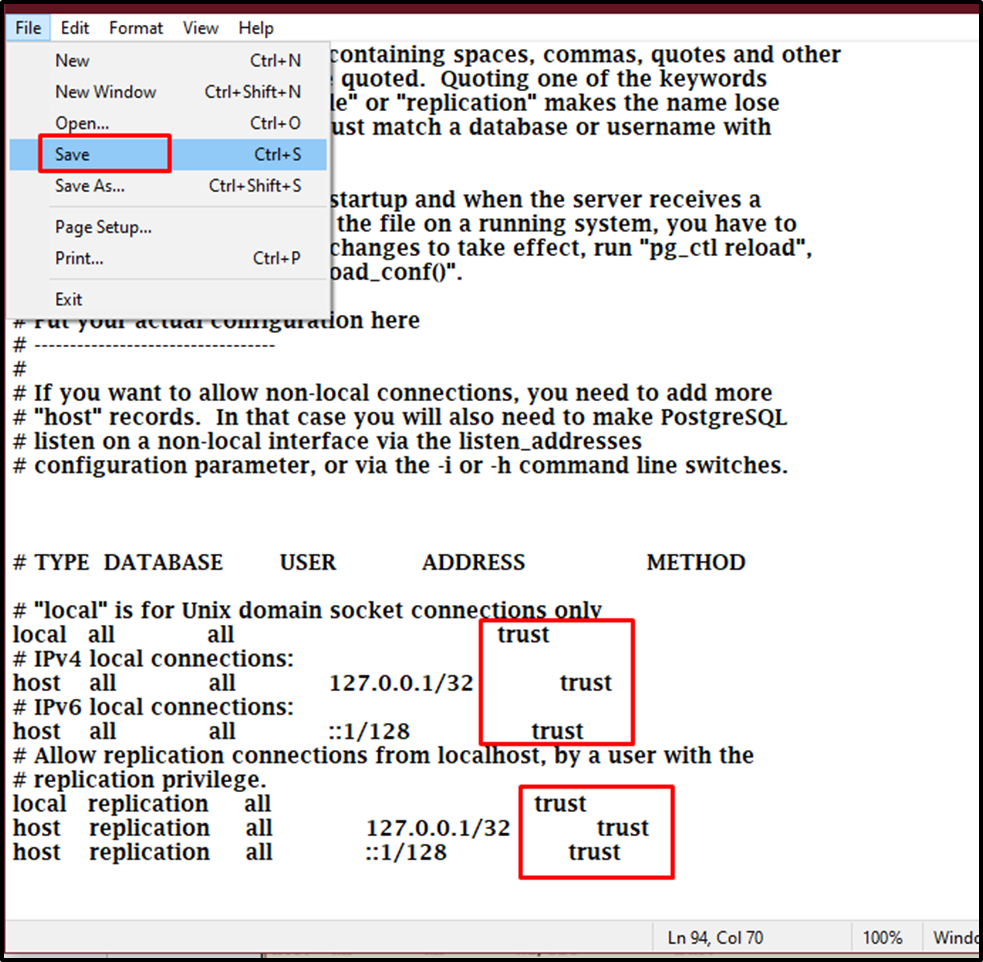 File Edit Format View Help
New Ctrl+N
New Window Ctrl+Shift+N
Open... Ctrl+O
Save Ctrl+S
Save As... Ctrl+Shift+S
Page Setup...
Print... Ctrl+P
Exit
containing spaces, commas, quotes and other
quoted.  Quoting one of the keywords
" or "replication" makes the name lose
ust match a database or username with
startup and when the server receives a
the file on a running system, you have to
changes to take effect, run "pg_ctl reload",
oad_conf()".
# Put your actual configuration here
# ----------------------------------
#
# If you want to allow non-local connections, you need to add more
# "host" records.  In that case you will also need to make PostgreSQL
# listen on a non-local interface via the listen_addresses
# configuration parameter, or via the -i or -h command line switches.
# TYPE  DATABASE        USER            ADDRESS                 METHOD
# "local" is for Unix domain socket connections only
local   all             all                                     trust
# IPv4 local connections:
host    all             all             127.0.0.1/32            trust
# IPv6 local connections:
host    all             all             ::1/128                 trust
# Allow replication connections from localhost, by a user with the
# replication privilege.
local   replication     all                                     trust
host    replication     all             127.0.0.1/32            trust
host    replication     all             ::1/128                 trust
Ln 94, Col 70 100% Windo